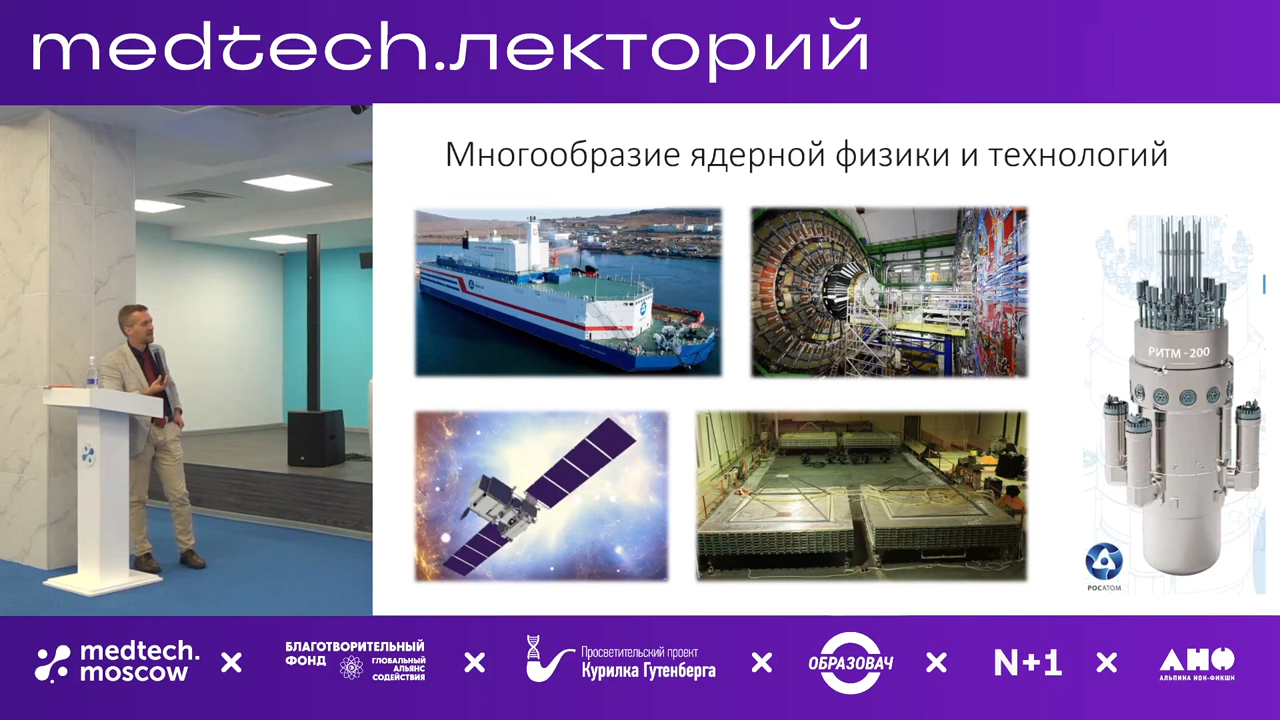 medtech.лекторий
Многообразие ядерной физики и технологий
РИТМ-200
РОСАТОМ
medtech.
moscow
×
БЛАГОТВОРИТЕЛЬНЫЙ
ФОНД
ГЛОБАЛЬНЫЙ
АЛЬЯНС
СОДЕЙСТВИЯ
×
Просветительский проект
Курилка Гутенберга
×
ОБРАЗОВАЧ
×
N+1
×
АНФ
АЛЬПИНА НОН-ФИКШН